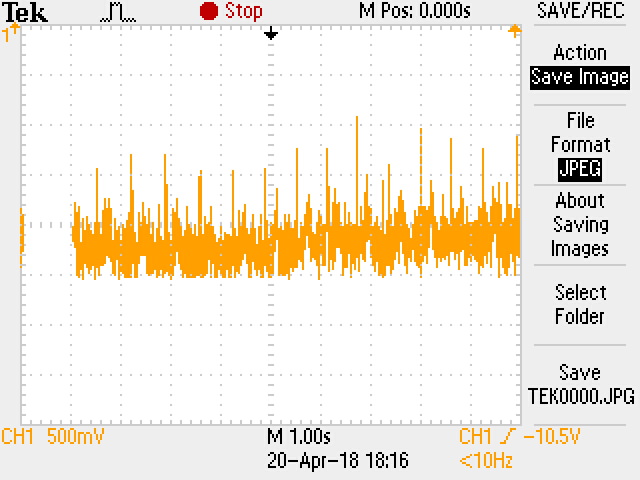 Tek Stop M Pos: 0.000s SAVE/REC
1
Action
Save Image
File
Format
JPEG
About
Saving
Images
Select
Folder
Save
TEK0000.JPG
CH1 500mV M 1.00s CH1 -10.5V
20-Apr-18 18:16 <10Hz